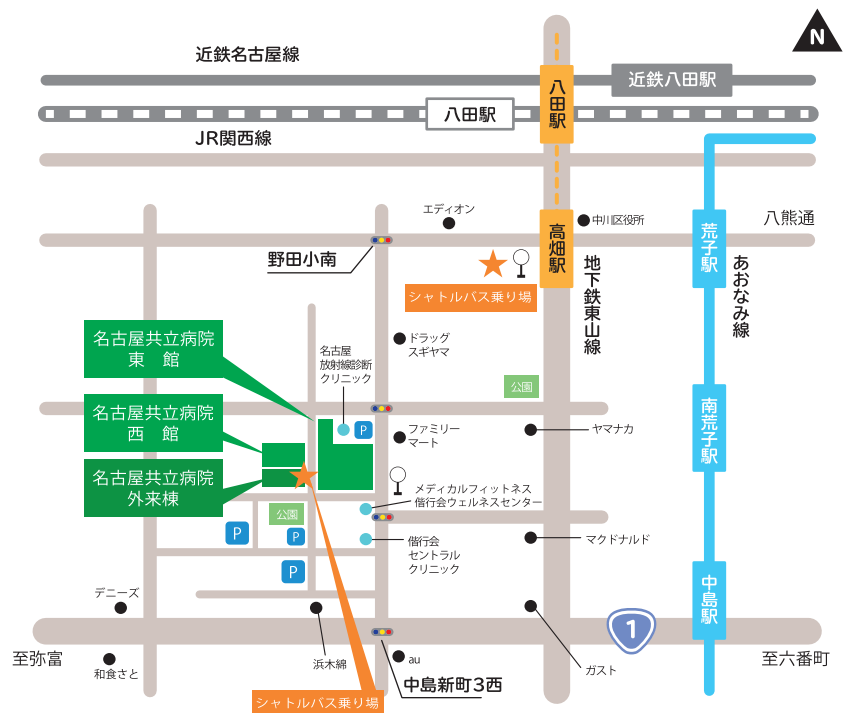 N
近鉄名古屋線
近鉄八田駅
八田駅
八田駅
JR関西線
エディオン
中川区役所
八熊通
高畑駅
荒子駅
野田小南
地下鉄東山線
あおなみ線
シャトルバス乗り場
名古屋共立病院
東 館
名古屋
放射線診断
クリニック
ドラッグ
スギヤマ
公園
名古屋共立病院
西 館
P
ファミリー
マート
ヤマナカ
南荒子駅
名古屋共立病院
外来棟
メディカルフィットネス
偕行会ウェルネスセンター
公園
P
P
偕行会
セントラル
クリニック
マクドナルド
P
デニーズ
中島駅
1
至弥富
和食さと
浜木綿
au
中島新町3西
ガスト
至六番町
シャトルバス乗り場